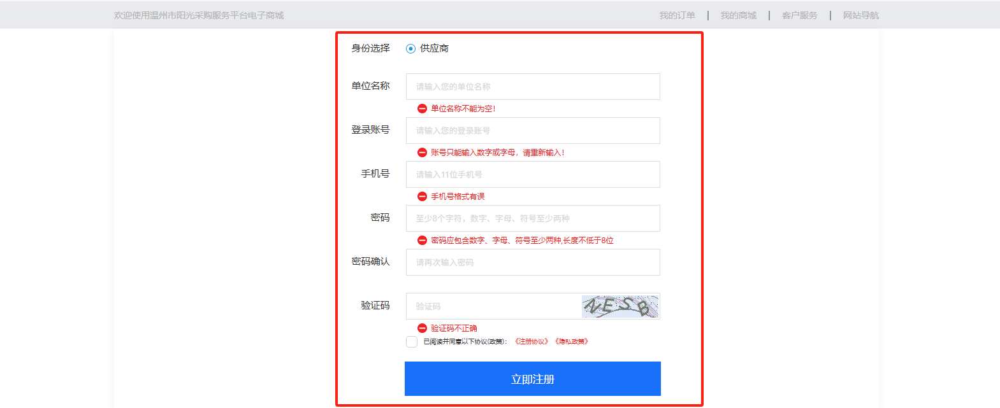 欢迎使用温州市阳光采购服务平台电子商城 我的订单 | 我的商城 | 客户服务 | 网站导航
身份选择 供应商
单位名称 请输入您的单位名称
单位名称不能为空!
登录账号 请输入您的登录账号
账号只能输入数字或字母，请重新输入!
手机号 请输入11位手机号
手机号格式有误
密码 至少8个字符，数字、字母、符号至少两种
密码应包含数字、字母、符号至少两种,长度不低于8位
密码确认 请再次输入密码
验证码 验证码 NESB
验证码不正确
已阅读并同意以下协议(政策)： 《注册协议》 《隐私政策》
立即注册